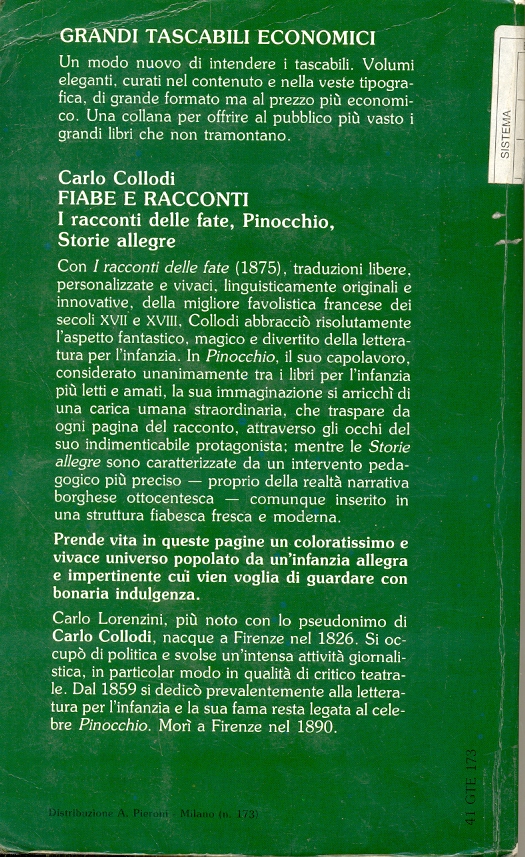 GRANDI TASCABILI ECONOMICI
Un modo nuovo di intendere i tascabili. Volumi
eleganti, curati nel contenuto e nella veste tipogra-
fica, di grande formato ma al prezzo più economi-
co. Una collana per offrire al pubblico più vasto i
grandi libri che non tramontano.
Carlo Collodi
FIABE E RACCONTI
I racconti delle fate, Pinocchio,
Storie allegre
Con I racconti delle fate (1875), traduzioni libere,
personalizzate e vivaci, linguisticamente originali e
innovative, della migliore favolistica francese dei
secoli XVII e XVIII, Collodi abbracciò risolutamente
l'aspetto fantastico, magico e divertito della lettera-
tura per l'infanzia. In Pinocchio, il suo capolavoro,
considerato unanimamente tra i libri per l'infanzia
più letti e amati, la sua immaginazione si arricchì di
una carica umana straordinaria, che traspare da
ogni pagina del racconto, attraverso gli occhi del
suo indimenticabile protagonista; mentre le Storie
allegre sono caratterizzate da un intervento peda-
gogico più preciso — proprio della realtà narrativa
borghese ottocentesca — comunque inserito in
una struttura fiabesca fresca e moderna.
Prende vita in queste pagine un coloratissimo e
vivace universo popolato da un'infanzia allegra
e impertinente cui vien voglia di guardare con
bonaria indulgenza.
Carlo Lorenzini, più noto con lo pseudonimo di
Carlo Collodi, nacque a Firenze nel 1826. Si oc-
cupò di politica e svolse un'intensa attività giornali-
stica, in particolar modo in qualità di critico teatra-
le. Dal 1859 si dedicò prevalentemente alla lettera-
tura per l'infanzia e la sua fama resta legata al cele-
bre Pinocchio. Morì a Firenze nel 1890.
Distribuzione A. Pieroni - Milano (n. 173)
41 GTE 173
SISTEMA